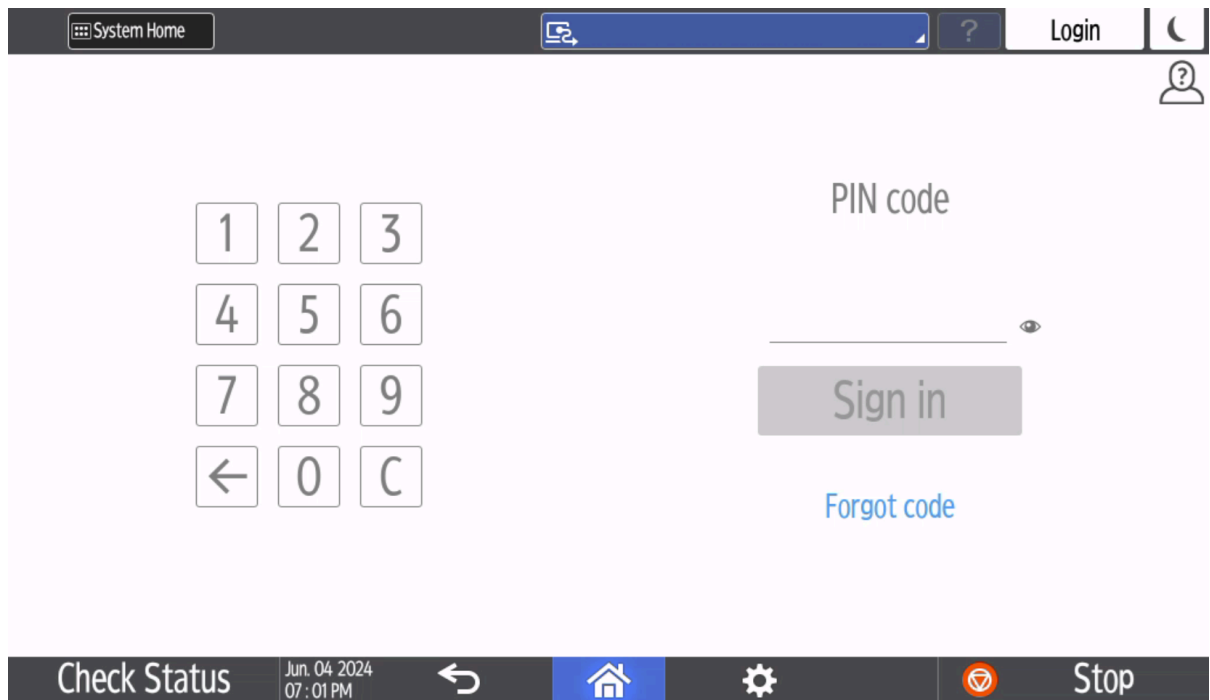 System Home
?
Login
?
PIN code
1 2 3
4 5 6
7 8 9
0 C
Sign in
Forgot code
Check Status
Jun. 04 2024
07 : 01 PM
Stop